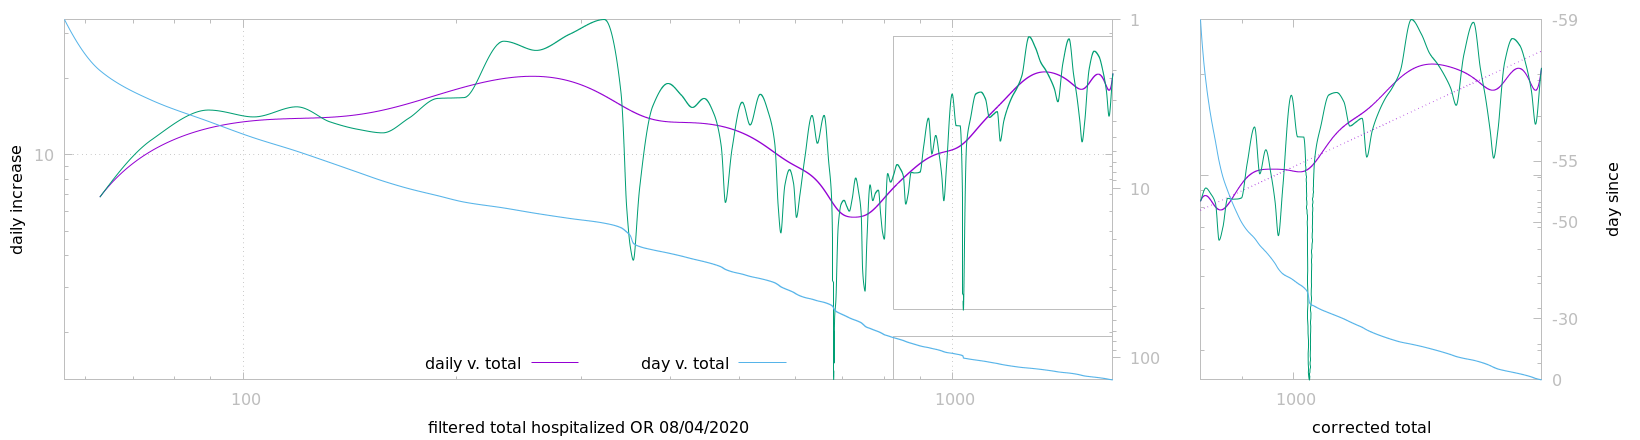 daily increase
10
1
10
100
daily v. total
day v. total
100
1000
filtered total hospitalized OR 08/04/2020
-59
-55
-50
-30
0
day since
1000
corrected total